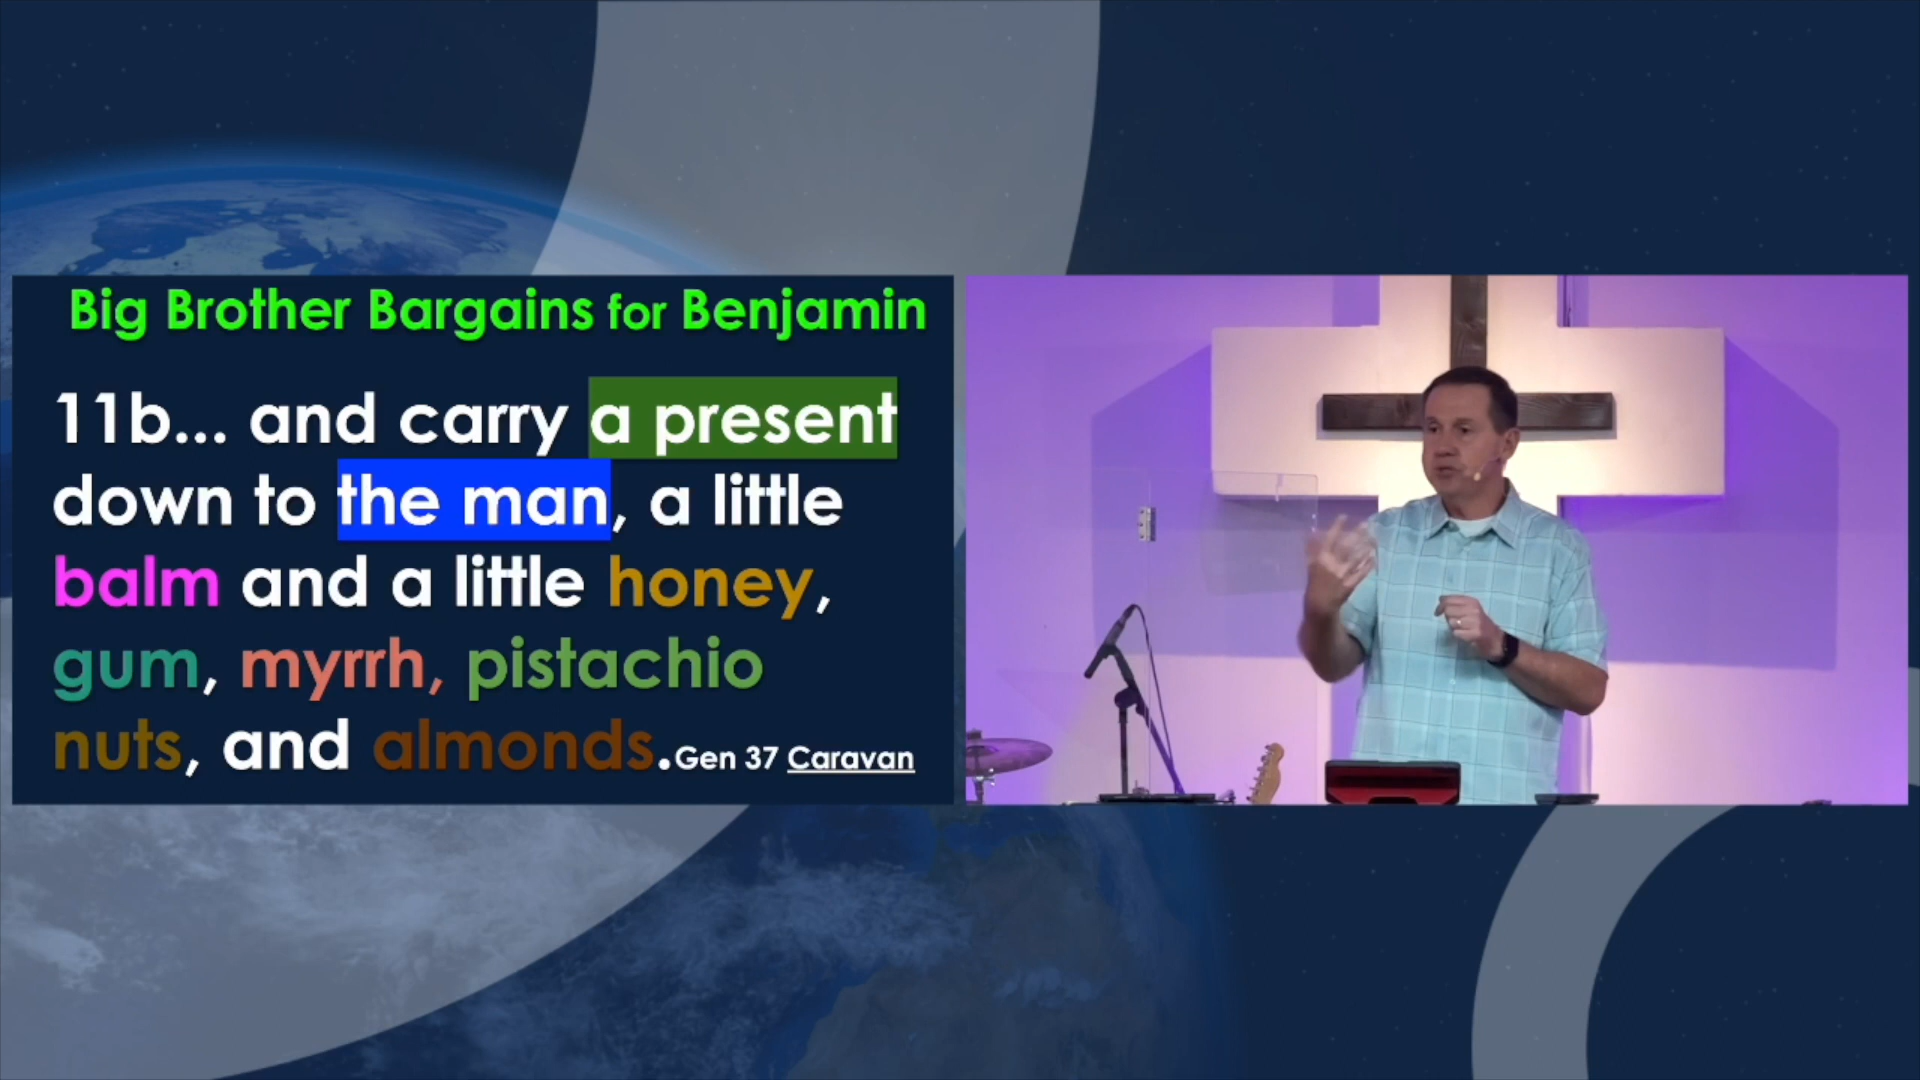 Big Brother Bargains for Benjamin
11b... and carry a present
down to the man, a little
balm and a little honey,
gum, myrrh, pistachio
nuts, and almonds.Gen 37 Caravan